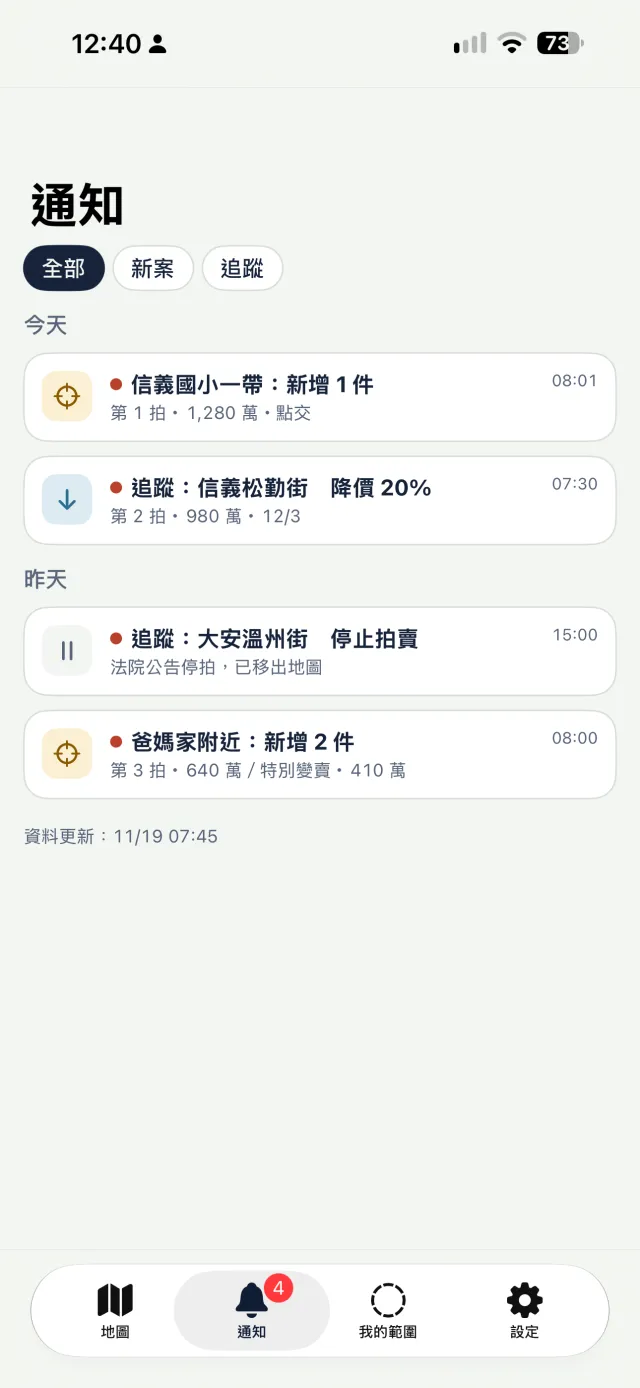 12:40
73
通知
全部
新案
追蹤
今天
信義國小一帶：新增 1 件
08:01
第 1 拍・1,280 萬・點交
追蹤：信義松勤街　降價 20%
07:30
第 2 拍・980 萬・12/3
昨天
追蹤：大安溫州街　停止拍賣
15:00
法院公告停拍，已移出地圖
爸媽家附近：新增 2 件
08:00
第 3 拍・640 萬 / 特別變賣・410 萬
資料更新：11/19 07:45
4
地圖
通知
我的範圍
設定